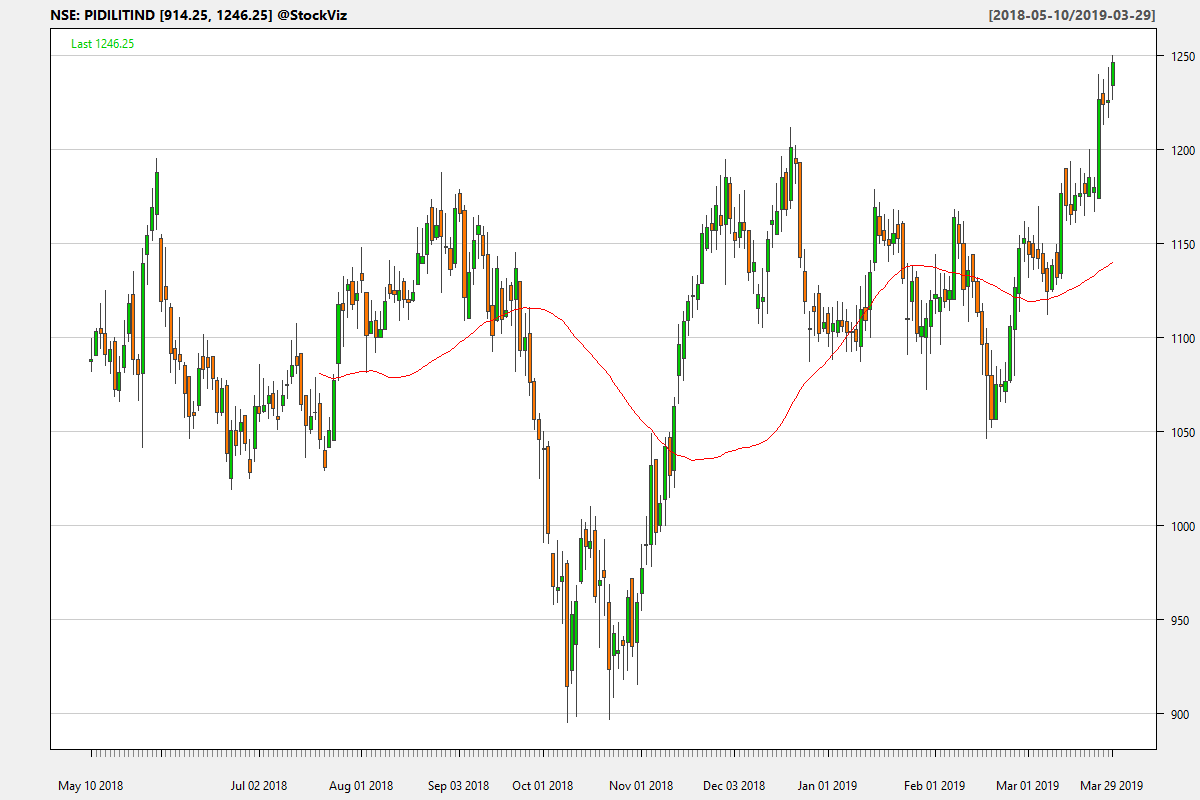 NSE: PIDILITIND [914.25, 1246.25] @StockViz [2018-05-10/2019-03-29]
Last 1246.25
1250
1200
1150
1100
1050
1000
950
900
May 10 2018 Jul 02 2018 Aug 01 2018 Sep 03 2018 Oct 01 2018 Nov 01 2018 Dec 03 2018 Jan 01 2019 Feb 01 2019 Mar 01 2019 Mar 29 2019